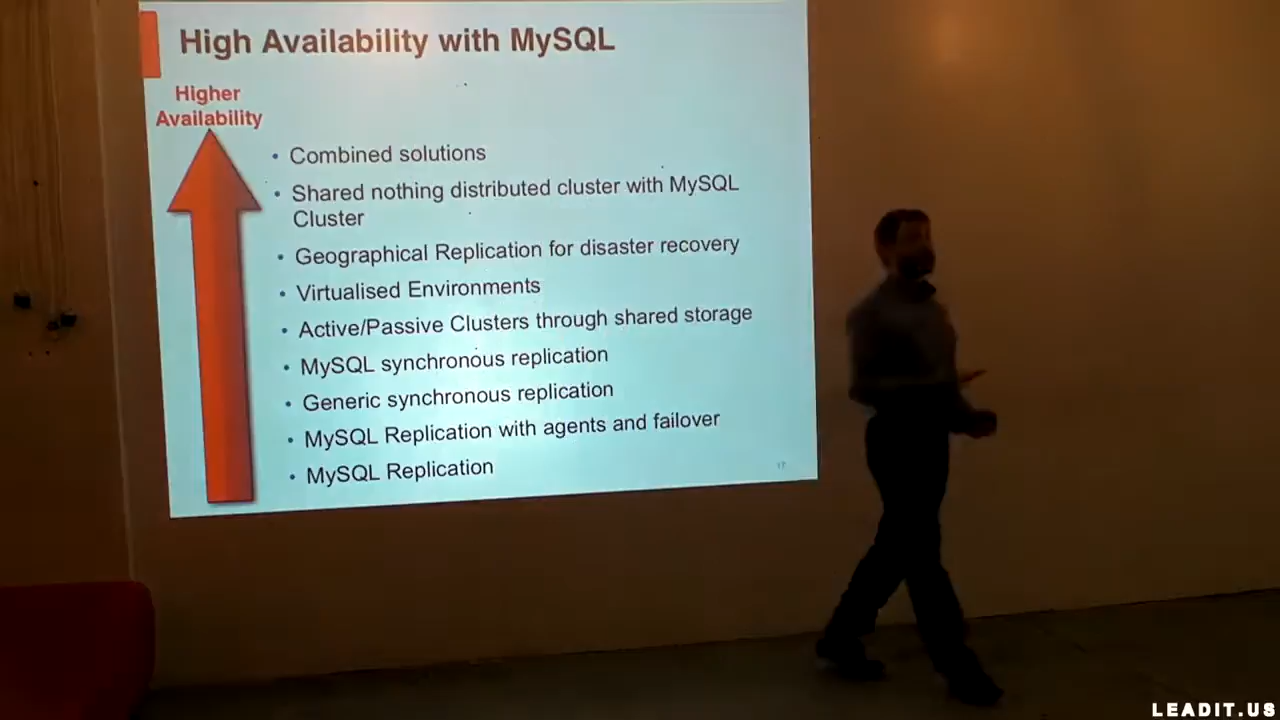 High Availability with MySQL
Higher
Availability
• Combined solutions
• Shared nothing distributed cluster with MySQL
Cluster
• Geographical Replication for disaster recovery
• Virtualised Environments
• Active/Passive Clusters through shared storage
• MySQL synchronous replication
• Generic synchronous replication
• MySQL Replication with agents and failover
• MySQL Replication
17
LEADIT.US